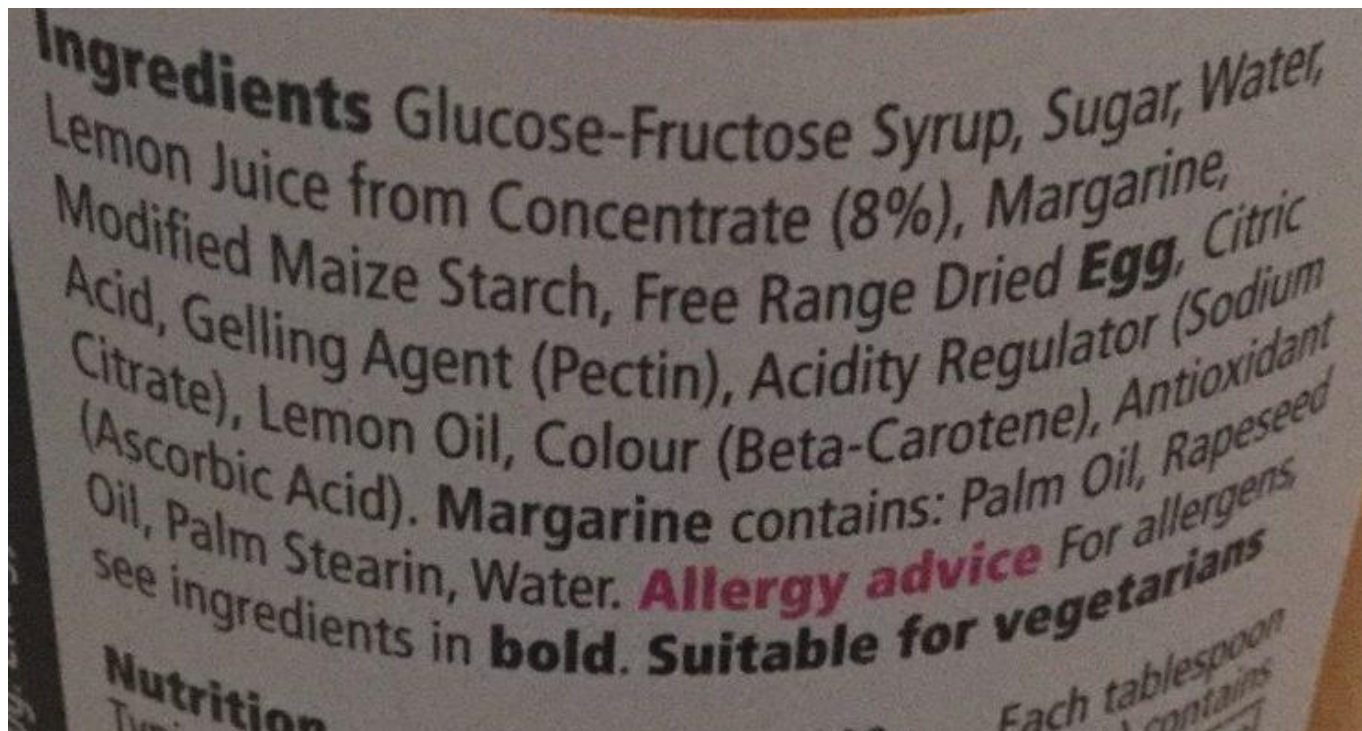 Ingredients Glucose-Fructose Syrup, Sugar, Water,
Lemon Juice from Concentrate (8%), Margarine,
Modified Maize Starch, Free Range Dried Egg, Citric
Acid, Gelling Agent (Pectin), Acidity Regulator (Sodium
Citrate), Lemon Oil, Colour (Beta-Carotene), Antioxidant
(Ascorbic Acid). Margarine contains: Palm Oil, Rapeseed
Oil, Palm Stearin, Water. Allergy advice For allergens,
see ingredients in bold. Suitable for vegetarians
Nutrition
Each tablespoon
contains